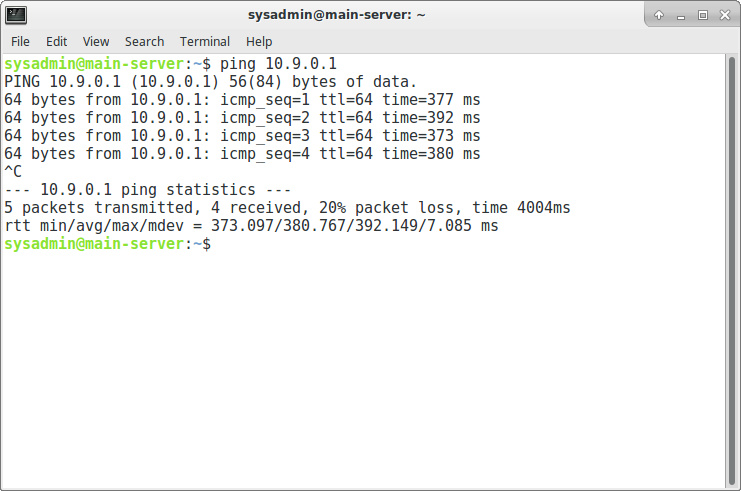 sysadmin@main-server: ~
File Edit View Search Terminal Help
sysadmin@main-server:~$ ping 10.9.0.1
PING 10.9.0.1 (10.9.0.1) 56(84) bytes of data.
64 bytes from 10.9.0.1: icmp_seq=1 ttl=64 time=377 ms
64 bytes from 10.9.0.1: icmp_seq=2 ttl=64 time=392 ms
64 bytes from 10.9.0.1: icmp_seq=3 ttl=64 time=373 ms
64 bytes from 10.9.0.1: icmp_seq=4 ttl=64 time=380 ms
^C
--- 10.9.0.1 ping statistics ---
5 packets transmitted, 4 received, 20% packet loss, time 4004ms
rtt min/avg/max/mdev = 373.097/380.767/392.149/7.085 ms
sysadmin@main-server:~$